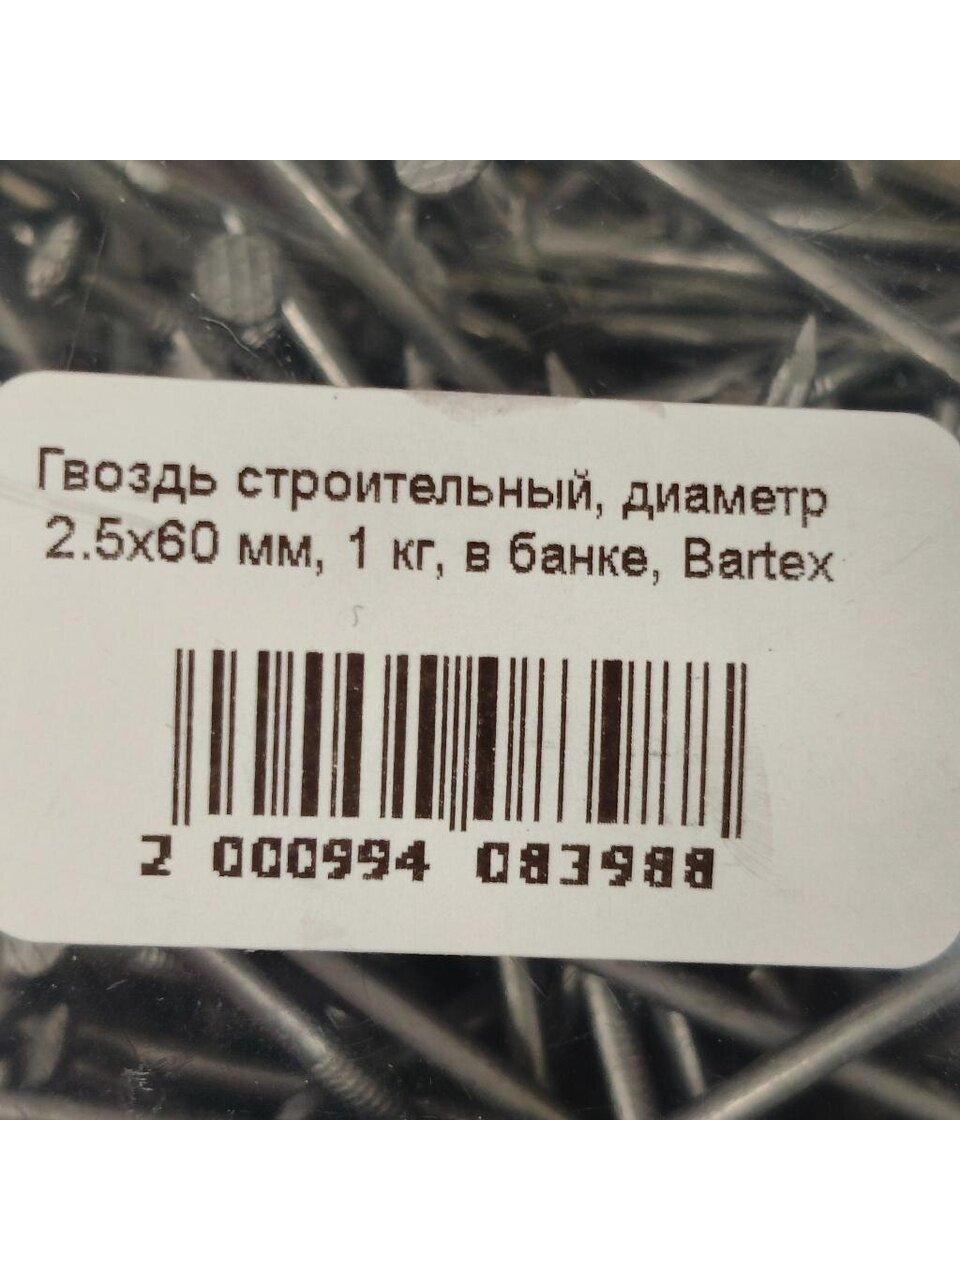 Гвоздь строительный, диаметр
2.5х60 мм, 1 кг, в банке, Bartex
2 000994 083988